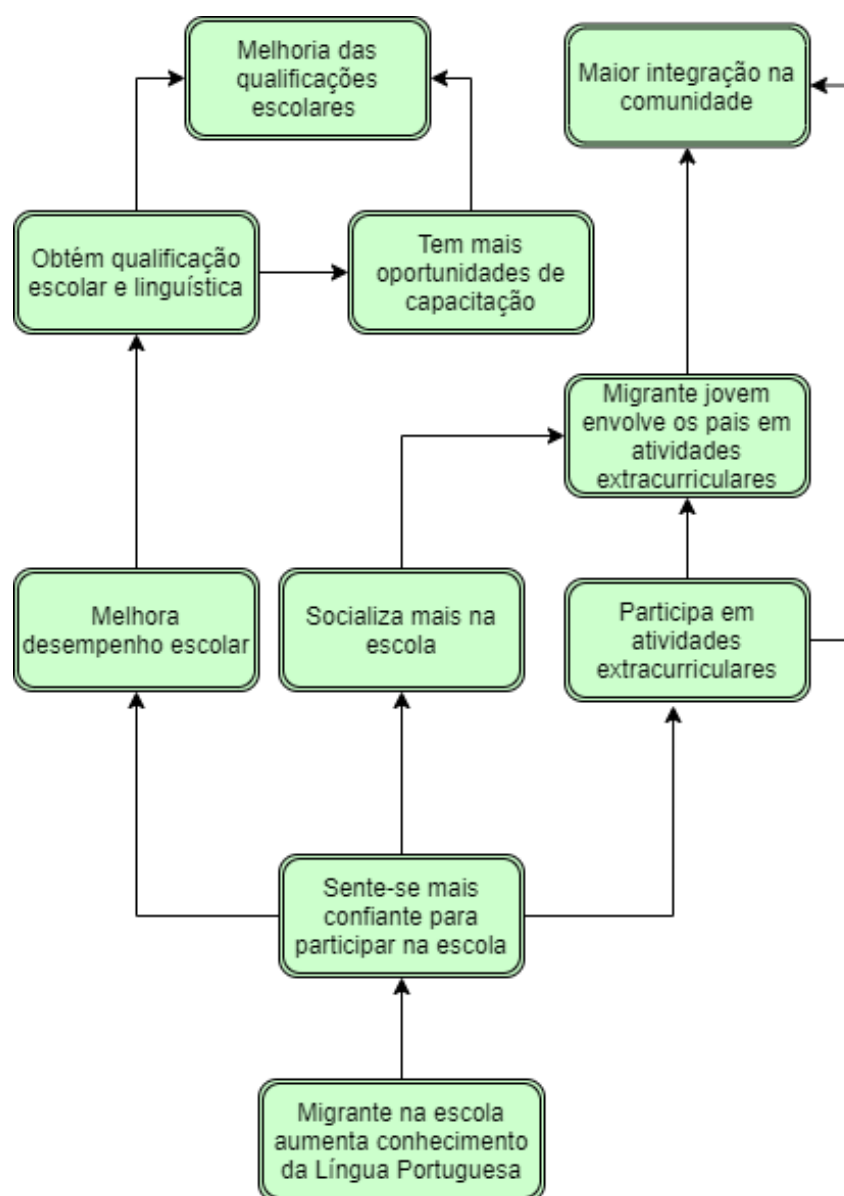 Melhoria das
qualificações
escolares
Maior integração na
comunidade
Obtém qualificação
escolar e linguística
Tem mais
oportunidades de
capacitação
Migrante jovem
envolve os pais em
atividades
extracurriculares
Melhora
desempenho escolar
Socializa mais na
escola
Participa em
atividades
extracurriculares
Sente-se mais
confiante para
participar na escola
Migrante na escola
aumenta conhecimento
da Língua Portuguesa